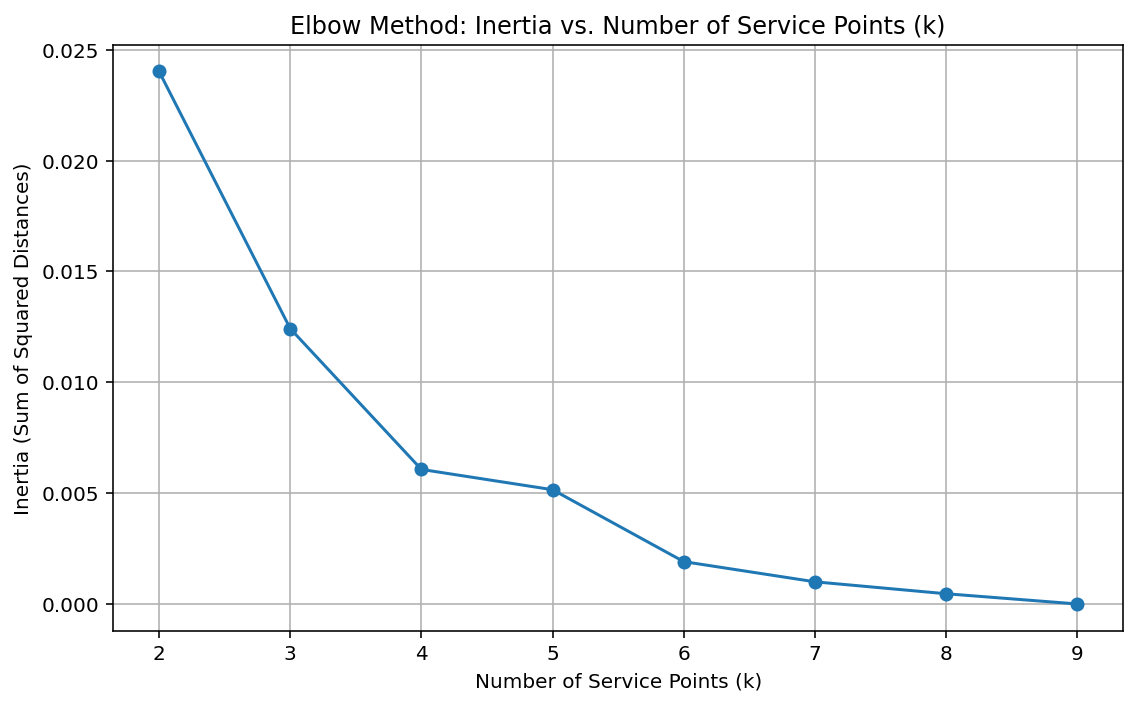 Elbow Method: Inertia vs. Number of Service Points (k)
Inertia (Sum of Squared Distances)
0.025
0.020
0.015
0.010
0.005
0.000
2 3 4 5 6 7 8 9
Number of Service Points (k)